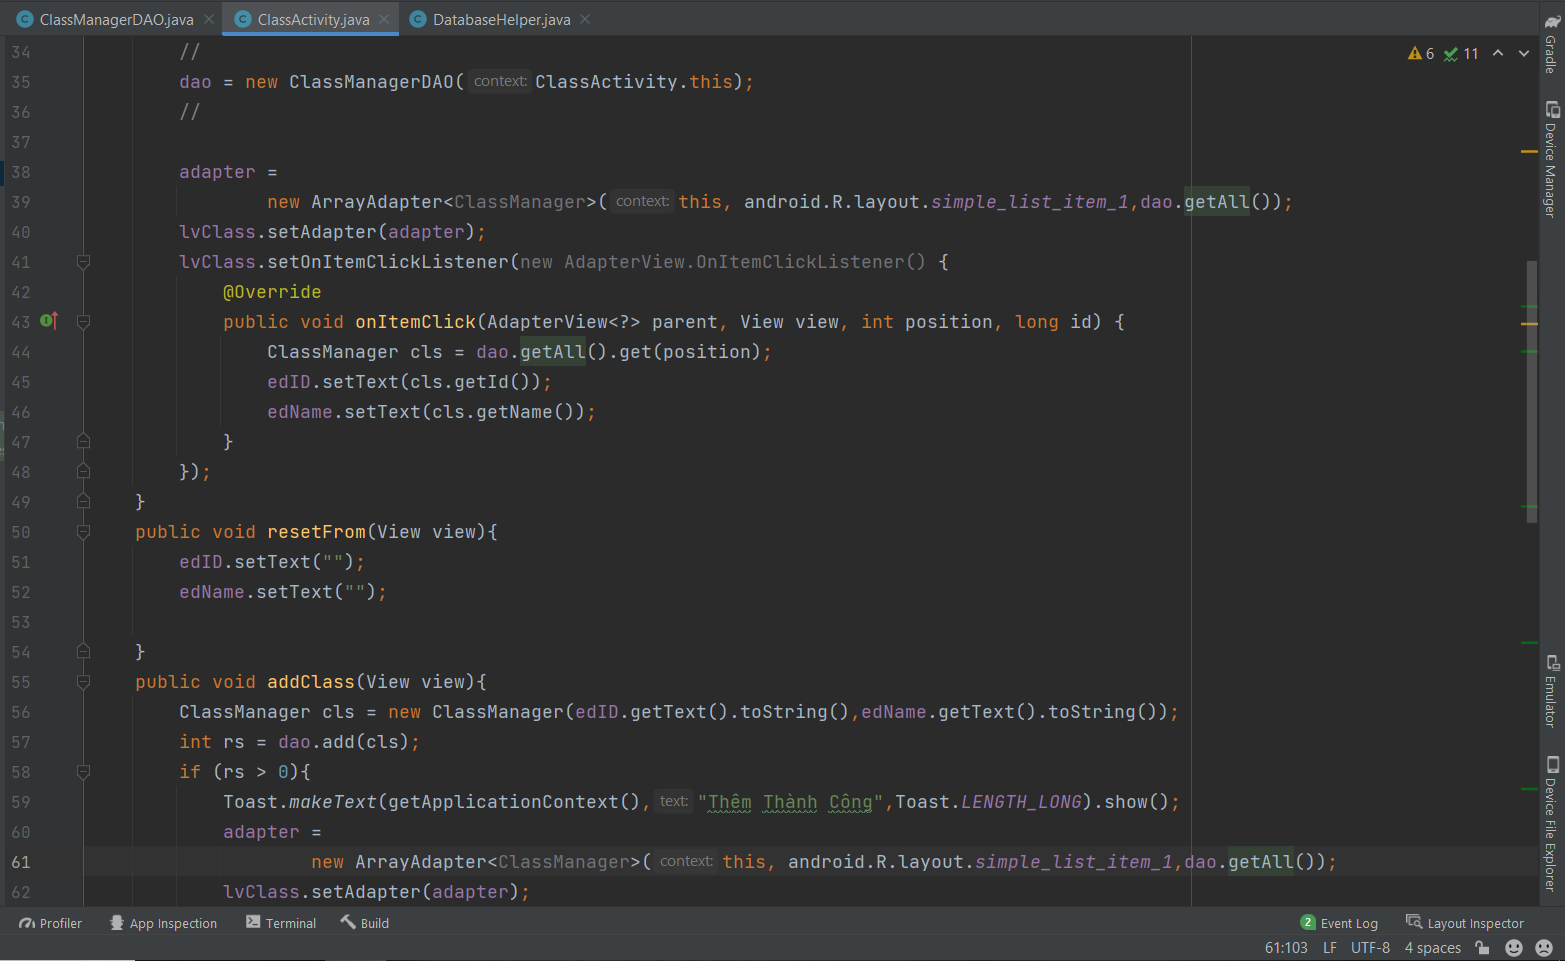 ClassManagerDAO.java ClassActivity.java DatabaseHelper.java
6 11
34 //
35 dao = new ClassManagerDAO( context: ClassActivity.this);
36 //
37
38 adapter =
39 new ArrayAdapter<ClassManager>( context: this, android.R.layout.simple_list_item_1,dao.getAll());
40 lvClass.setAdapter(adapter);
41 lvClass.setOnItemClickListener(new AdapterView.OnItemClickListener() {
42 @Override
43 public void onItemClick(AdapterView<?> parent, View view, int position, long id) {
44 ClassManager cls = dao.getAll().get(position);
45 edID.setText(cls.getId());
46 edName.setText(cls.getName());
47 }
48 });
49 }
50 public void resetFrom(View view){
51 edID.setText("");
52 edName.setText("");
53
54 }
55 public void addClass(View view){
56 ClassManager cls = new ClassManager(edID.getText().toString(),edName.getText().toString());
57 int rs = dao.add(cls);
58 if (rs > 0){
59 Toast.makeText(getApplicationContext(), text: "Thêm Thành Công",Toast.LENGTH_LONG).show();
60 adapter =
61 new ArrayAdapter<ClassManager>( context: this, android.R.layout.simple_list_item_1,dao.getAll());
62 lvClass.setAdapter(adapter);
Gradle
Device Manager
Emulator
Device File Explorer
Profiler App Inspection Terminal Build 2 Event Log Layout Inspector
61:103 LF UTF-8 4 spaces